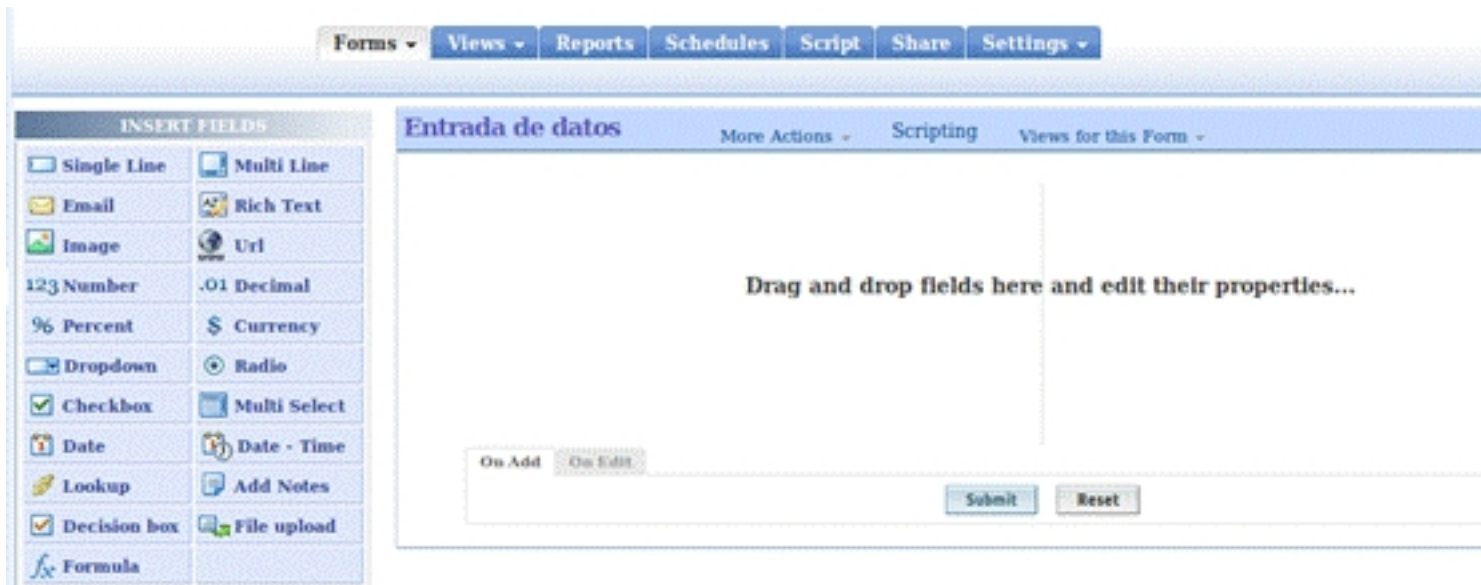 Forms Views Reports Schedules Script Share Settings
INSERT FIELDS
Single Line Multi Line
Email Rich Text
Image Url
123 Number .01 Decimal
% Percent $ Currency
Dropdown Radio
Checkbox Multi Select
Date Date - Time
Lookup Add Notes
Decision box File upload
fx Formula
Entrada de datos More Actions Scripting Views for this Form
Drag and drop fields here and edit their properties...
On Add On Edit
Submit Reset